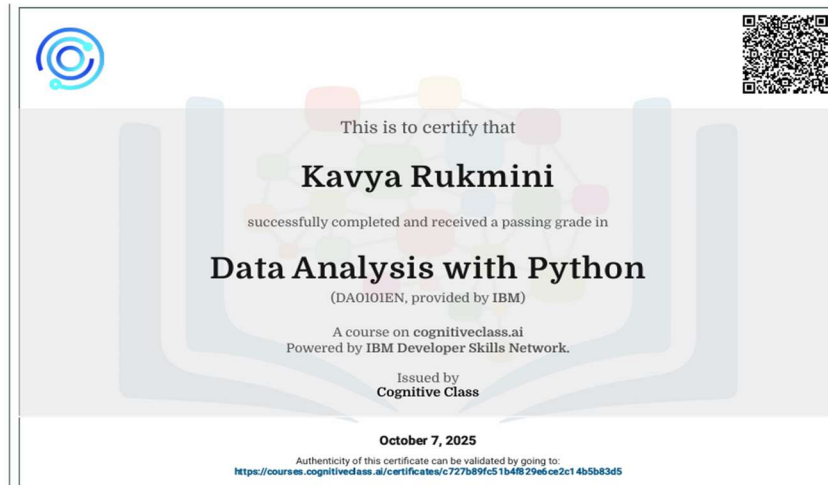 This is to certify that
Kavya Rukmini
successfully completed and received a passing grade in
Data Analysis with Python
(DA0101EN, provided by IBM)
A course on cognitiveclass.ai
Powered by IBM Developer Skills Network.
Issued by
Cognitive Class
October 7, 2025
Authenticity of this certificate can be validated by going to:
https://courses.cognitiveclass.ai/certificates/c727b89fc51b4f829e6ce2c14b5b83d5